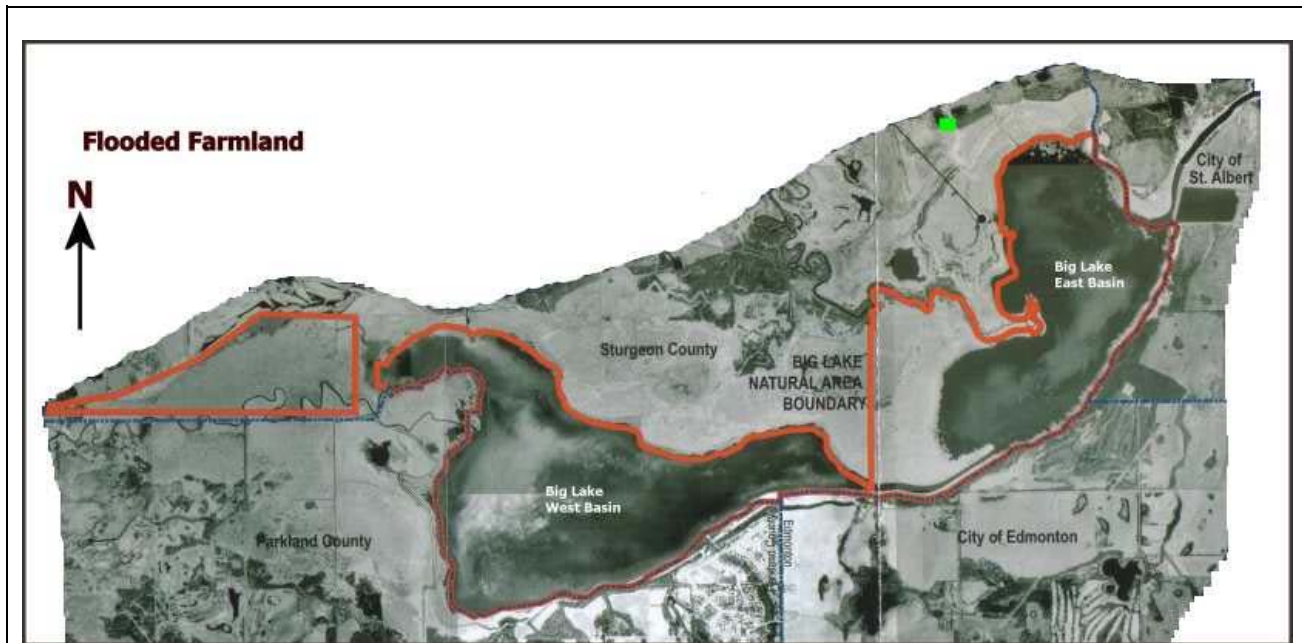 Flooded Farmland
N
City of
St. Albert
Big Lake
East Basin
Sturgeon County
BIG LAKE
NATURAL AREA
BOUNDARY
Big Lake
West Basin
Parkland County
Edmonton
City of Edmonton